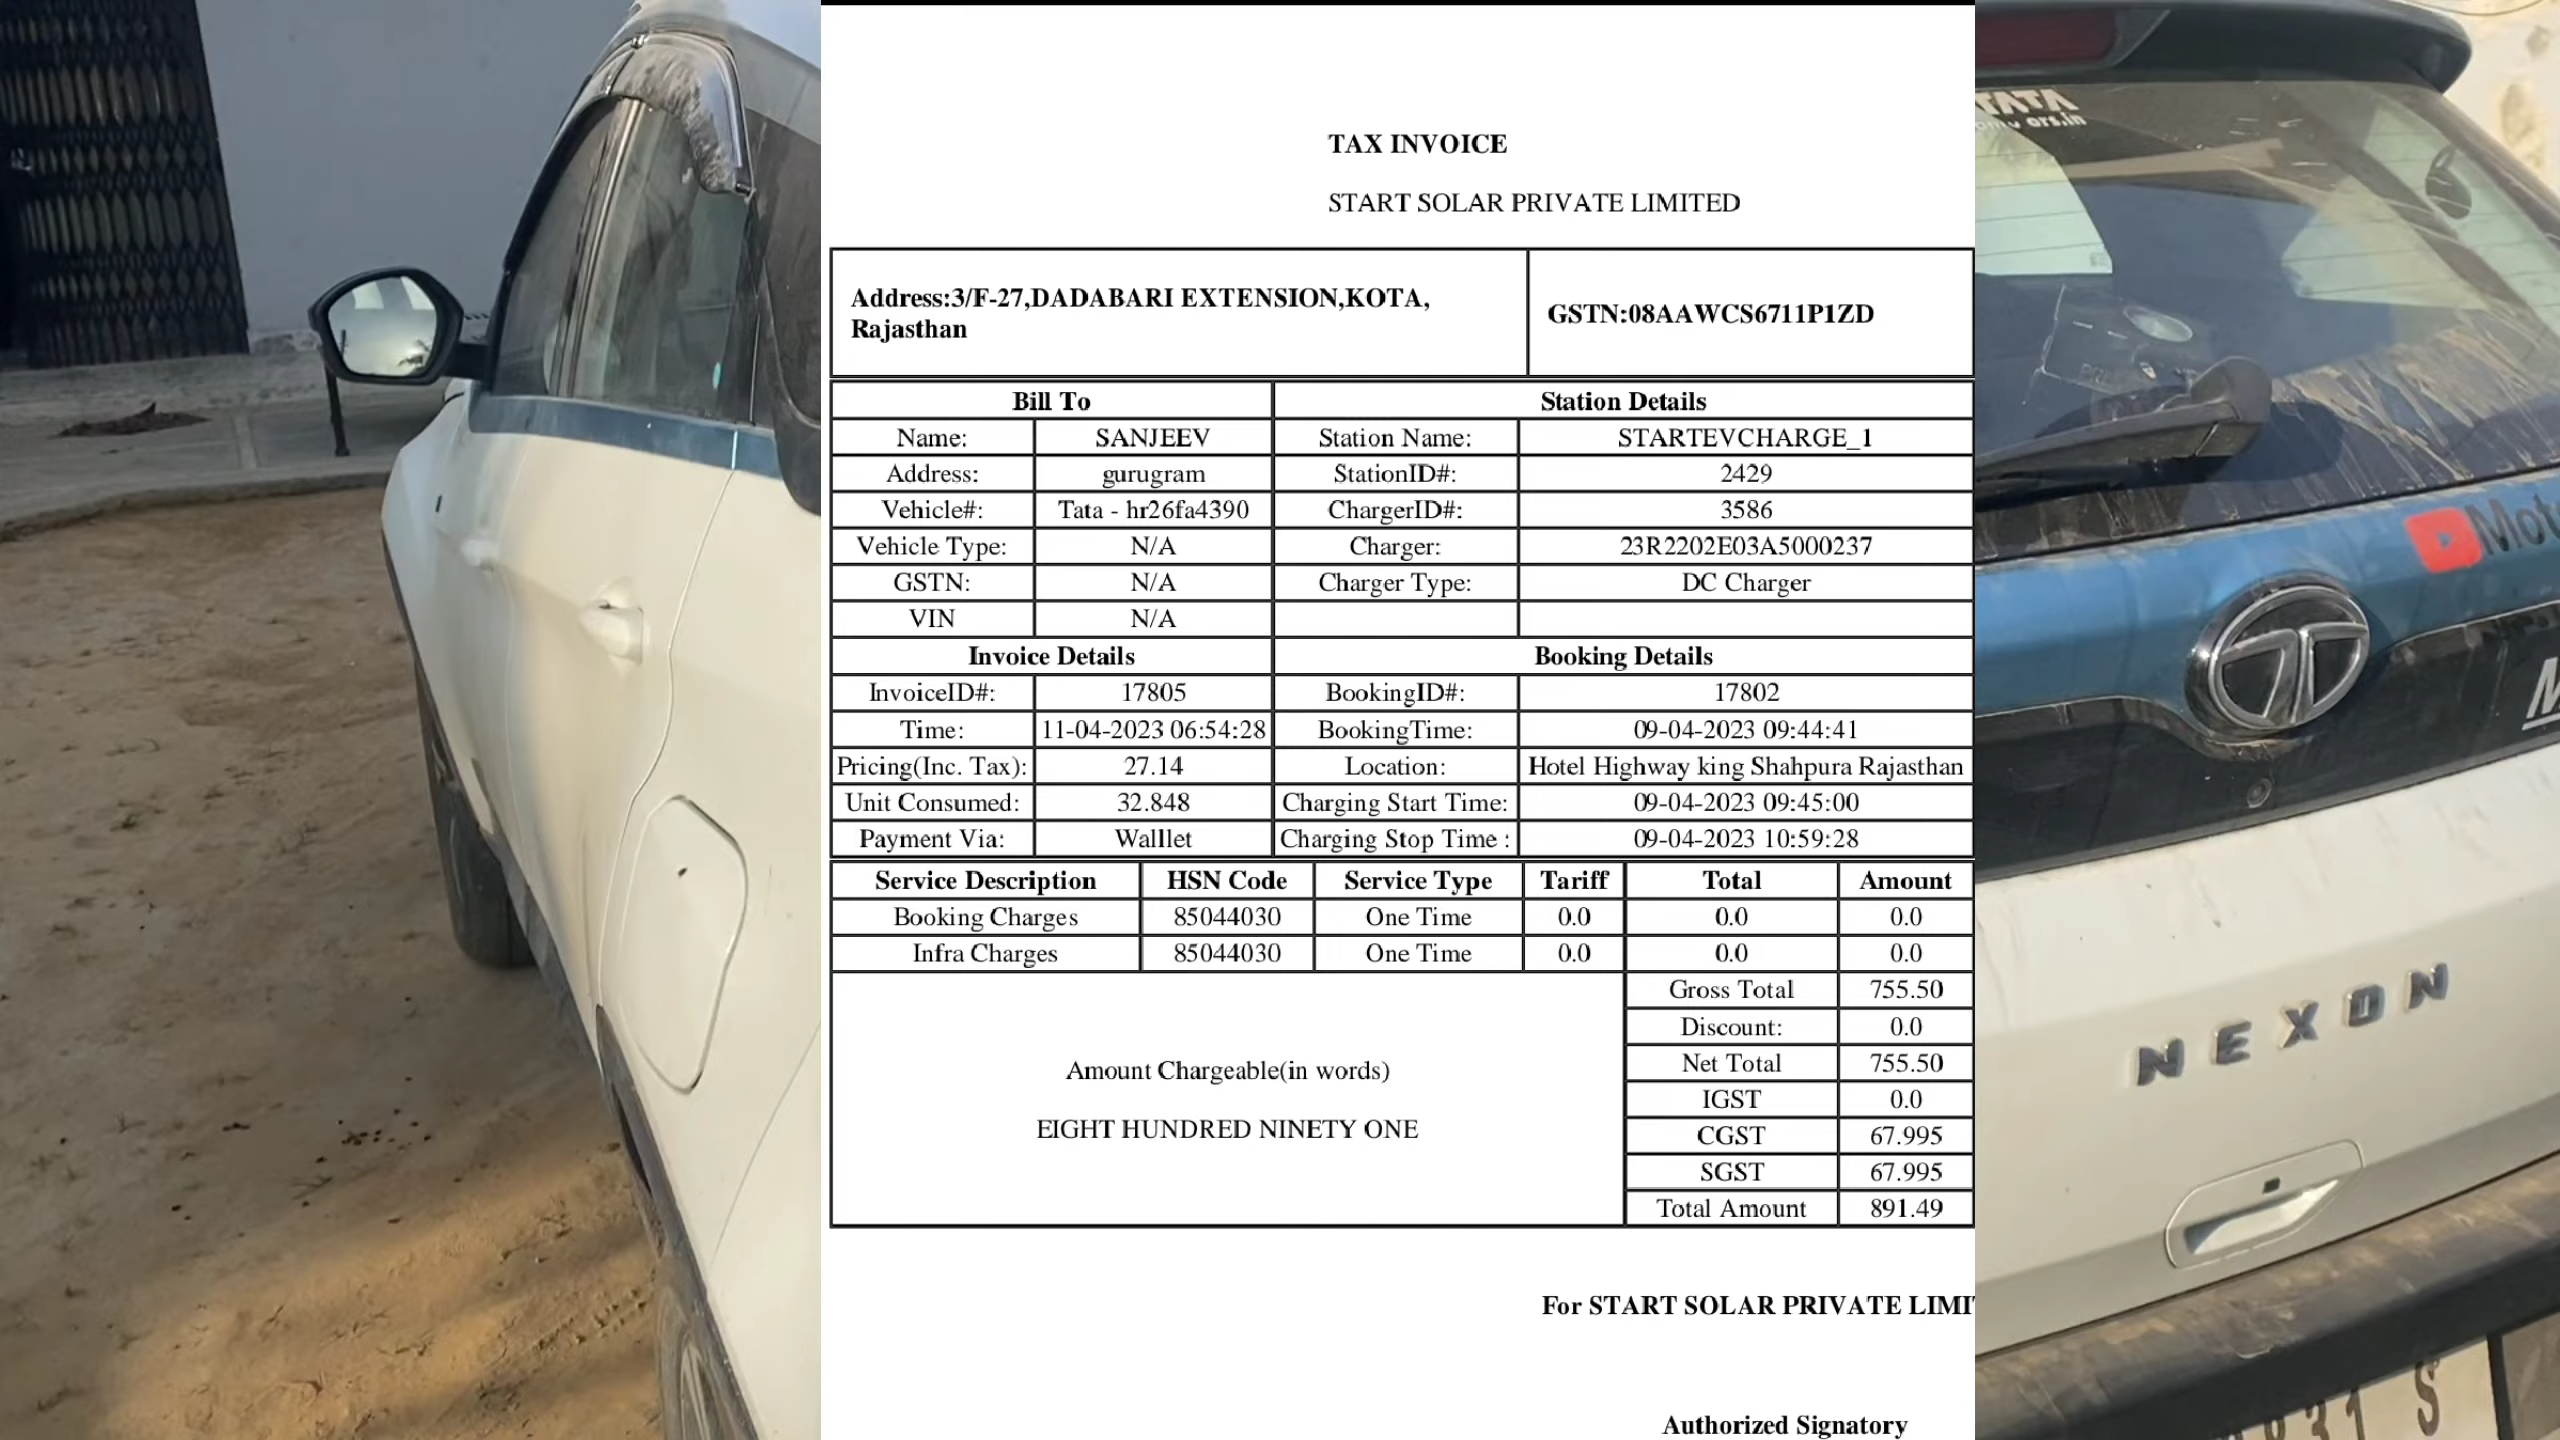 TAX INVOICE
START SOLAR PRIVATE LIMITED
Address:3/F-27,DADABARI EXTENSION,KOTA,
Rajasthan
GSTN:08AAWCS6711P1ZD
Bill To Station Details
Name: SANJEEV Station Name: STARTEVCHARGE_1
Address: gurugram StationID#: 2429
Vehicle#: Tata - hr26fa4390 ChargerID#: 3586
Vehicle Type: N/A Charger: 23R2202E03A5000237
GSTN: N/A Charger Type: DC Charger
VIN N/A
Invoice Details Booking Details
InvoiceID#: 17805 BookingID#: 17802
Time: 11-04-2023 06:54:28 BookingTime: 09-04-2023 09:44:41
Pricing(Inc. Tax): 27.14 Location: Hotel Highway king Shahpura Rajasthan
Unit Consumed: 32.848 Charging Start Time: 09-04-2023 09:45:00
Payment Via: Walllet Charging Stop Time : 09-04-2023 10:59:28
Service Description HSN Code Service Type Tariff Total Amount
Booking Charges 85044030 One Time 0.0 0.0 0.0
Infra Charges 85044030 One Time 0.0 0.0 0.0
Gross Total 755.50
Discount: 0.0
Net Total 755.50
IGST 0.0
CGST 67.995
SGST 67.995
Total Amount 891.49
Amount Chargeable(in words)
EIGHT HUNDRED NINETY ONE
For START SOLAR PRIVATE LIMI
Authorized Signatory
TATA
Mot
M
NEXON
831 S